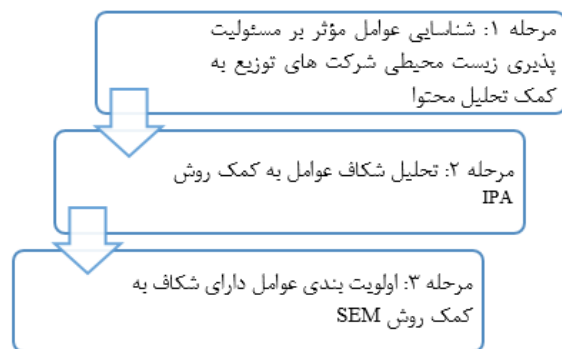 مرحله ۱: شناسایی عوامل مؤثر بر مسئولیت
پذیری زیست محیطی شرکت های توزیع به
کمک تحلیل محتوا
مرحله ۲: تحلیل شکاف عوامل به کمک روش
IPA
مرحله ۳: اولویت بندی عوامل دارای شکاف به
کمک روش SEM